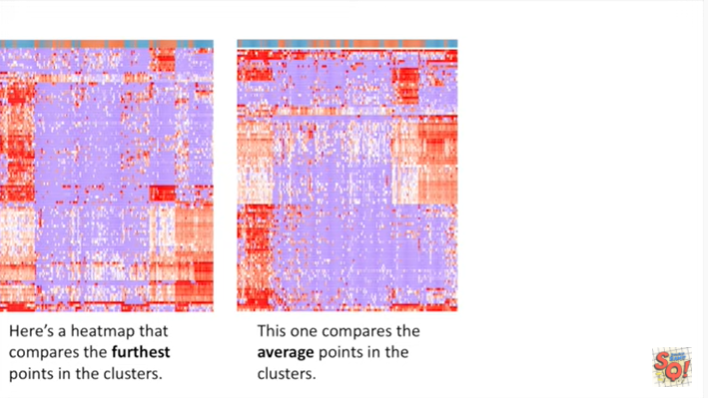 Here's a heatmap that
compares the furthest
points in the clusters.
This one compares the
average points in the
clusters.
SQ!